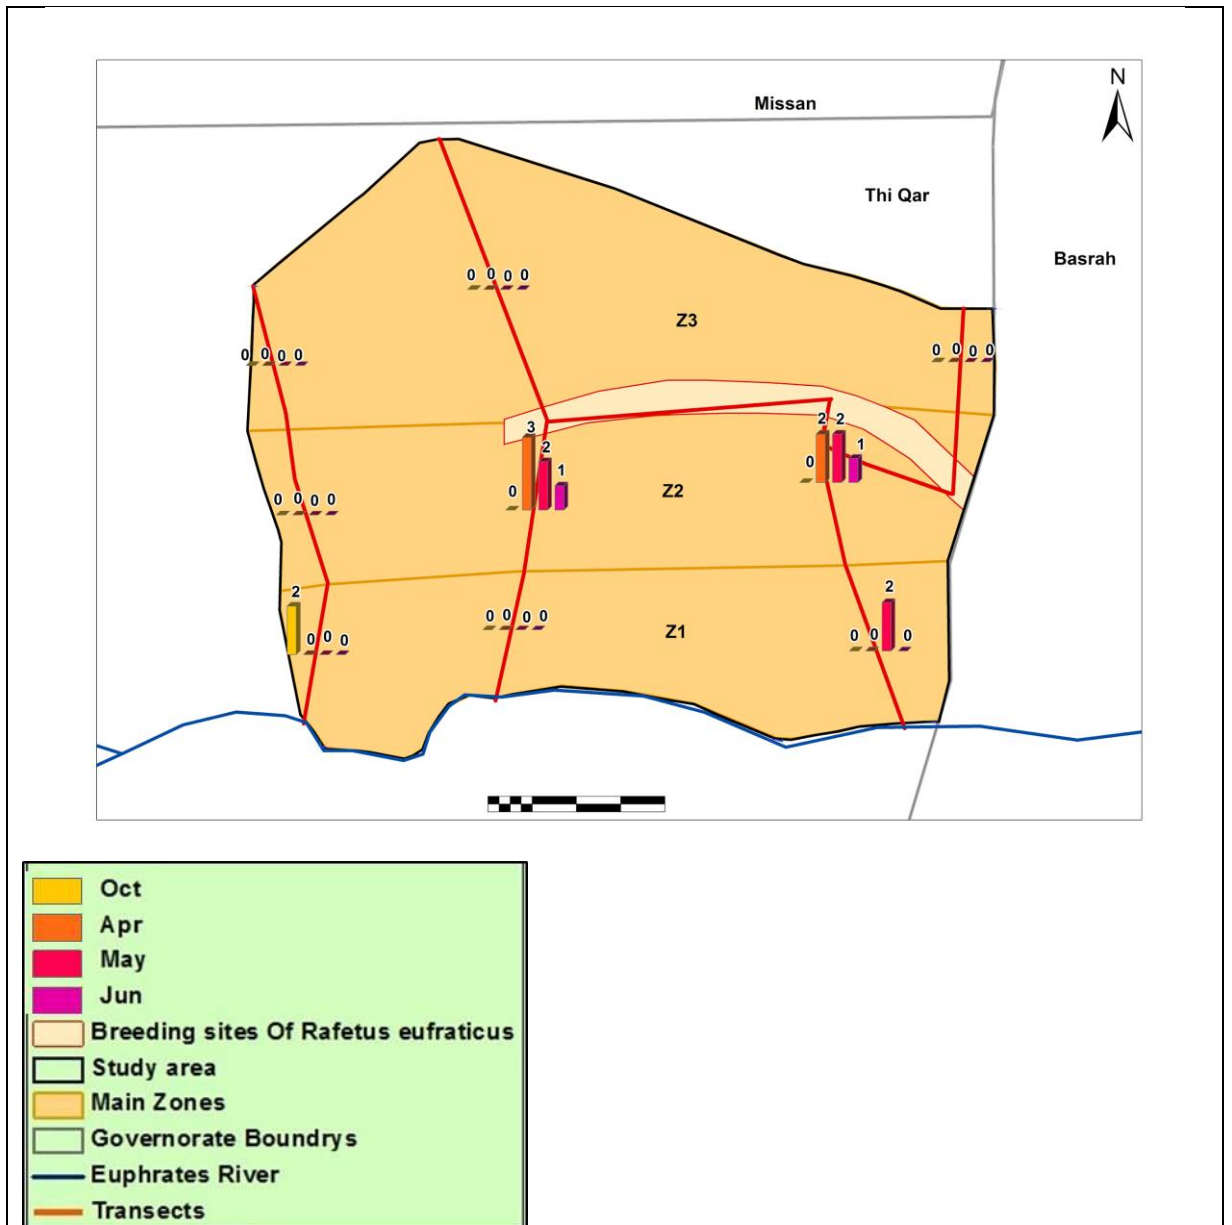 N
Missan
Thi Qar
Basrah
0 0 0 0
Z3
0 0 0 0
0 0 0 0
3
2
1
0
2 2
1
0
Z2
0 0 0 0
2
0 0 0
0 0 0 0
Z1
2
0 0 0
Oct
Apr
May
Jun
Breeding sites Of Rafetus eufraticus
Study area
Main Zones
Governorate Boundrys
Euphrates River
Transects